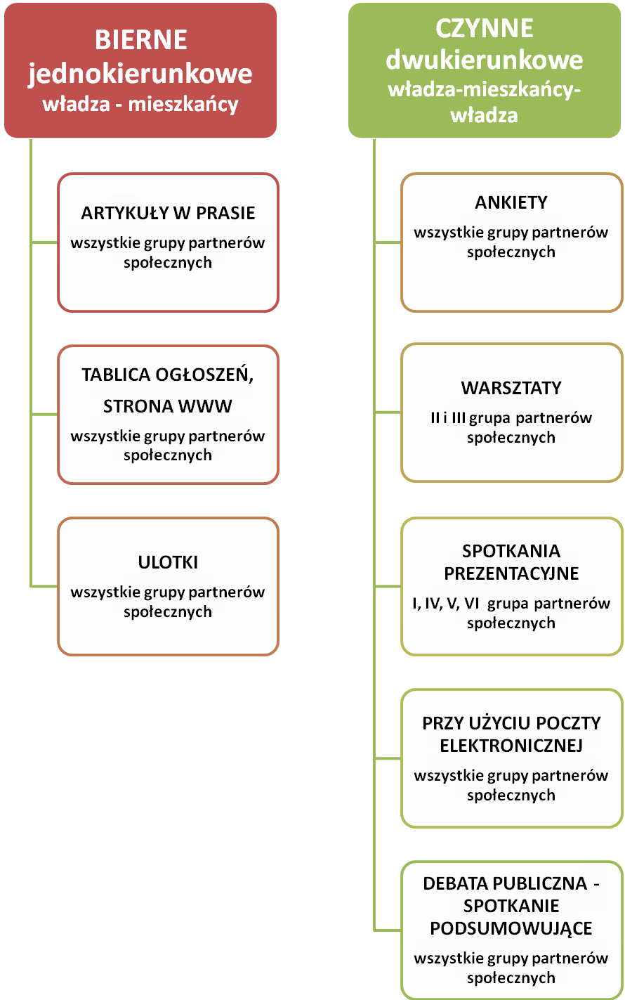 BIERNE
jednokierunkowe
władza - mieszkańcy
ARTYKUŁY W PRASIE
wszystkie grupy partnerów
społecznych
TABLICA OGŁOSZEŃ,
STRONA WWW
wszystkie grupy partnerów
społecznych
ULOTKI
wszystkie grupy partnerów
społecznych
CZYNNE
dwukierunkowe
władza-mieszkańcy-
władza
ANKIETY
wszystkie grupy partnerów
społecznych
WARSZTATY
II i III grupa partnerów
społecznych
SPOTKANIA
PREZENTACYJNE
I, IV, V, VI grupa partnerów
społecznych
PRZY UŻYCIU POCZTY
ELEKTRONICZNEJ
wszystkie grupy partnerów
społecznych
DEBATA PUBLICZNA -
SPOTKANIE
PODSUMOWUJĄCE
wszystkie grupy partnerów
społecznych